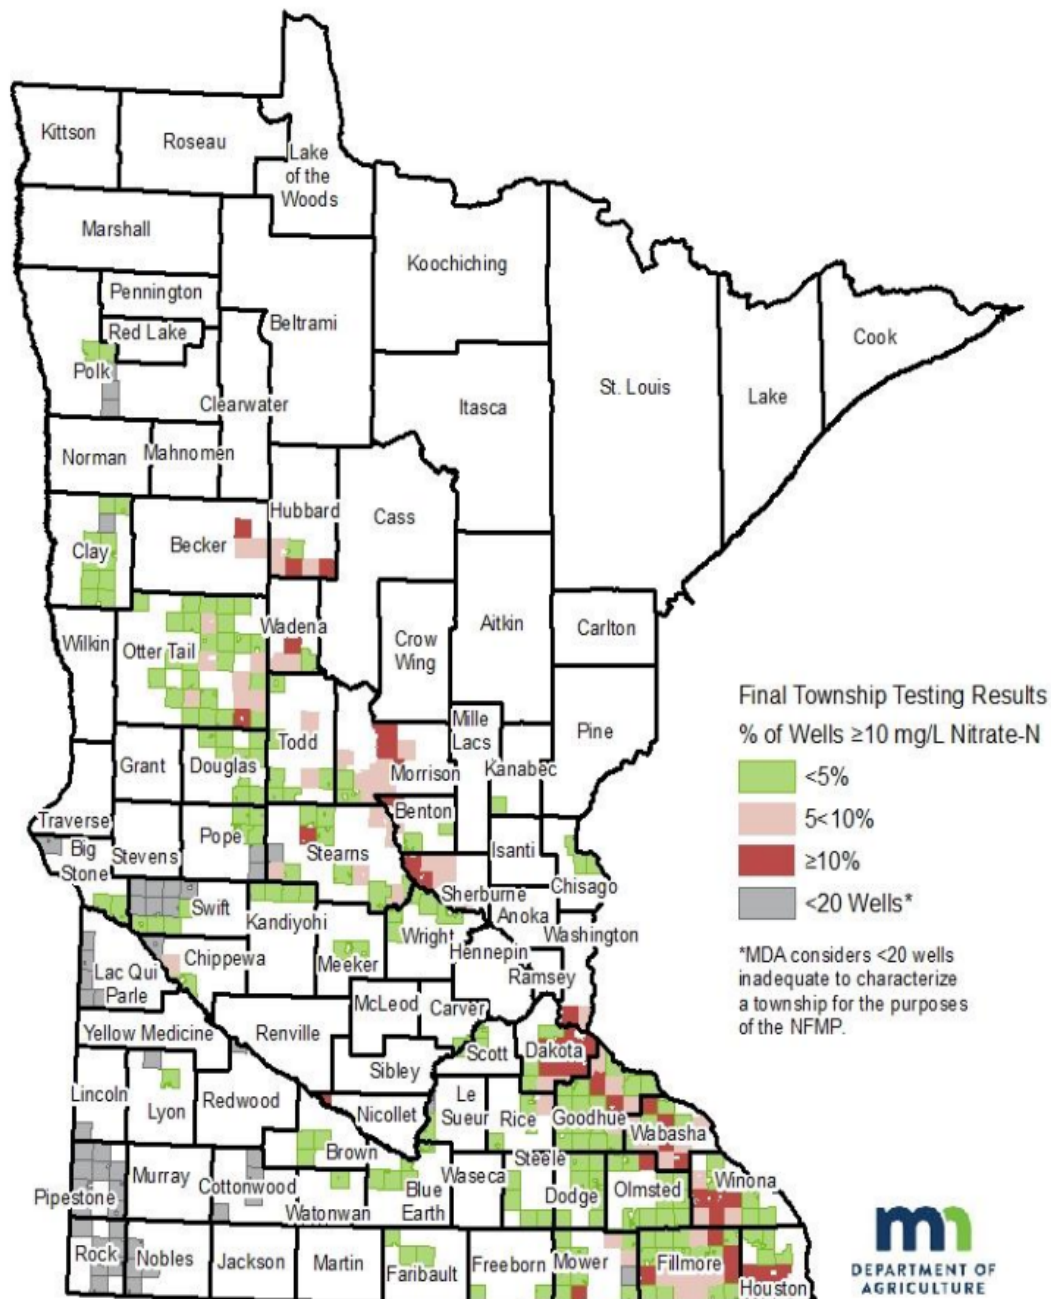 Kittson
Roseau
Lake
of the
Woods
Marshall
Koochiching
Pennington
Red Lake
Beltrami
Cook
Polk
St. Louis
Lake
Clearwater
Itasca
Norman
Mahnomen
Hubbard
Cass
Clay
Becker
Aitkin
Carlton
Wilkin
Otter Tail
Wadena
Crow
Wing
Pine
Mille
Lacs
Todd
Grant
Douglas
Morrison
Kanabec
Traverse
Big
Stone
Stevens
Pope
Stearns
Benton
Isanti
Chisago
Sherburne
Swift
Kandiyohi
Anoka
Wright
Washington
Hennepin
Chippewa
Meeker
Ramsey
Lac Qui
Parle
McLeod
Carver
Yellow Medicine
Renville
Scott
Dakota
Sibley
Lincoln
Lyon
Redwood
Nicollet
Le
Sueur
Rice
Goodhue
Wabasha
Brown
Steele
Waseca
Murray
Pipestone
Cottonwood
Watonwan
Blue
Earth
Dodge
Olmsted
Winona
Rock
Nobles
Jackson
Martin
Faribault
Freeborn
Mower
Fillmore
Houston
Final Township Testing Results
% of Wells ≥10 mg/L Nitrate-N
<5%
5<10%
≥10%
<20 Wells*
*MDA considers <20 wells
inadequate to characterize
a township for the purposes
of the NFMP.
mn
DEPARTMENT OF
AGRICULTURE